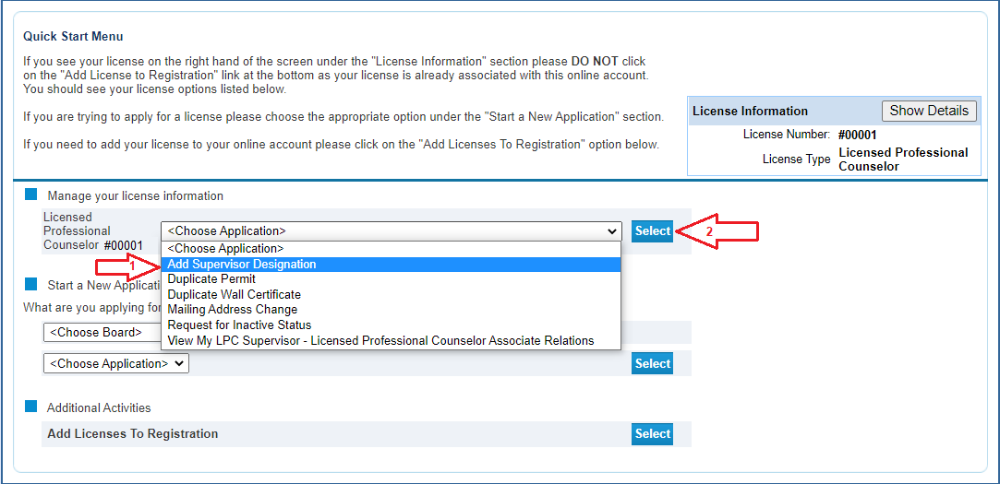 Quick Start Menu
If you see your license on the right hand of the screen under the "License Information" section please DO NOT click
on the "Add License to Registration" link at the bottom as your license is already associated with this online account.
You should see your license options listed below.
If you are trying to apply for a license please choose the appropriate option under the "Start a New Application" section.
If you need to add your license to your online account please click on the "Add Licenses To Registration" option below.
License Information Show Details
License Number: #00001
License Type Licensed Professional
Counselor
Manage your license information
Licensed
Professional
Counselor #00001
<Choose Application> Select 2
<Choose Application>
1 Add Supervisor Designation
Duplicate Permit
Duplicate Wall Certificate
Mailing Address Change
Request for Inactive Status
View My LPC Supervisor - Licensed Professional Counselor Associate Relations
Start a New Applicati
What are you applying for
<Choose Board>
<Choose Application> Select
Additional Activities
Add Licenses To Registration Select